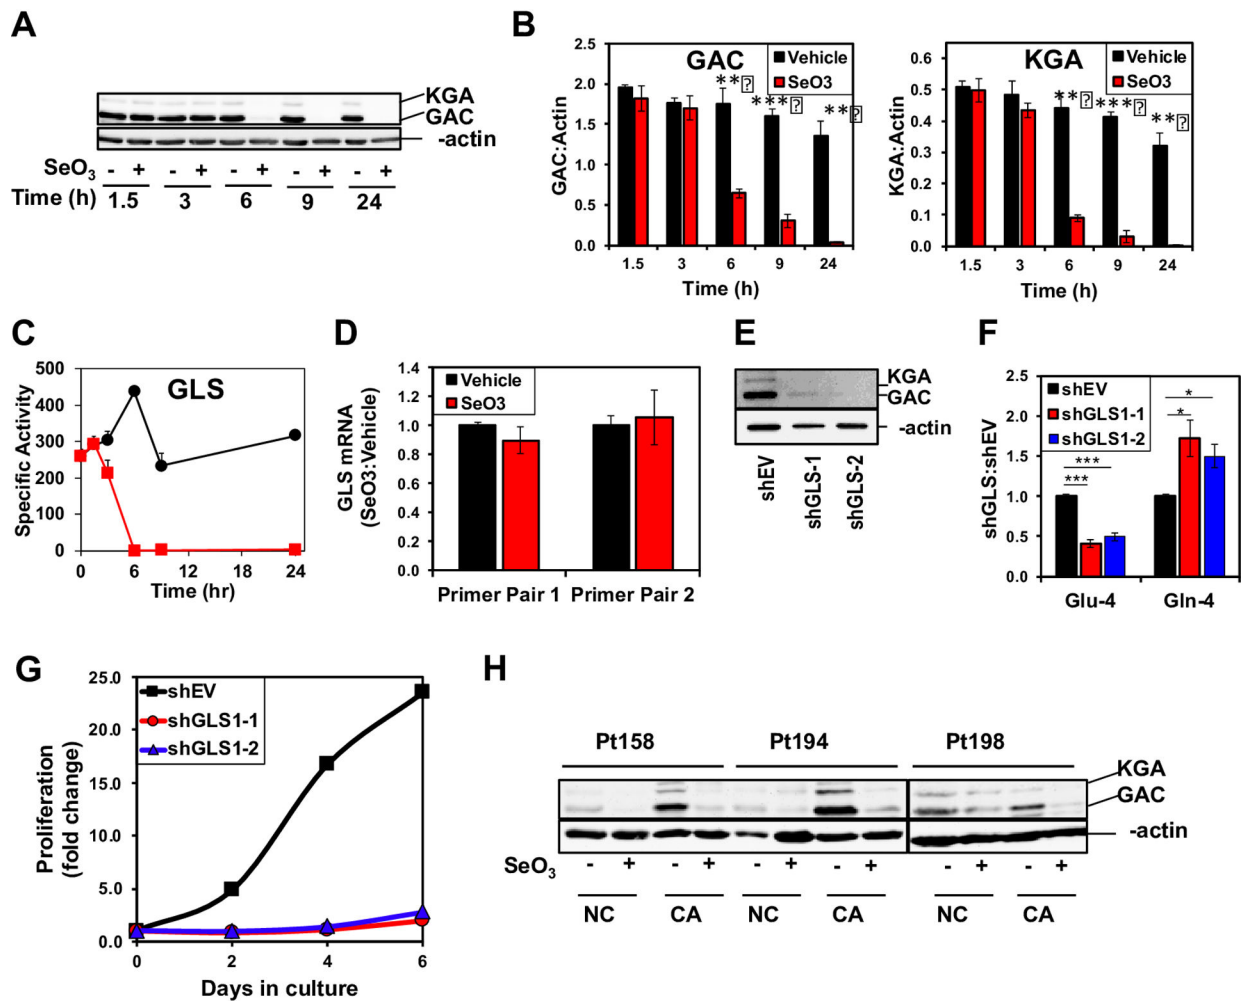 A
KGA
GAC
-actin
SeO3 - + - + - + - + - +
Time (h) 1.5 3 6 9 24
B
GAC
Vehicle
SeO3
**?
***?
**?
GAC:Actin
2.5
2.0
1.5
1.0
0.5
0.0
1.5 3 6 9 24
Time (h)
KGA
Vehicle
SeO3
**?
***?
**?
KGA:Actin
0.6
0.5
0.4
0.3
0.2
0.1
0.0
1.5 3 6 9 24
Time (h)
C
GLS
Specific Activity
500
400
300
200
100
0
0 6 12 18 24
Time (hr)
D
Vehicle
SeO3
GLS mRNA
(SeO3:Vehicle)
1.4
1.2
1.0
0.8
0.6
0.4
0.2
0.0
Primer Pair 1 Primer Pair 2
E
KGA
GAC
-actin
shEV
shGLS-1
shGLS-2
F
shEV
shGLS1-1
shGLS1-2
shGLS:shEV
2.5
2.0
1.5
1.0
0.5
0.0
***
***
*
*
Glu-4 Gln-4
G
shEV
shGLS1-1
shGLS1-2
Proliferation
(fold change)
25.0
20.0
15.0
10.0
5.0
0.0
0 2 4 6
Days in culture
H
Pt158 Pt194 Pt198
KGA
GAC
-actin
SeO3 - + - + - + - + - + - +
NC CA NC CA NC CA